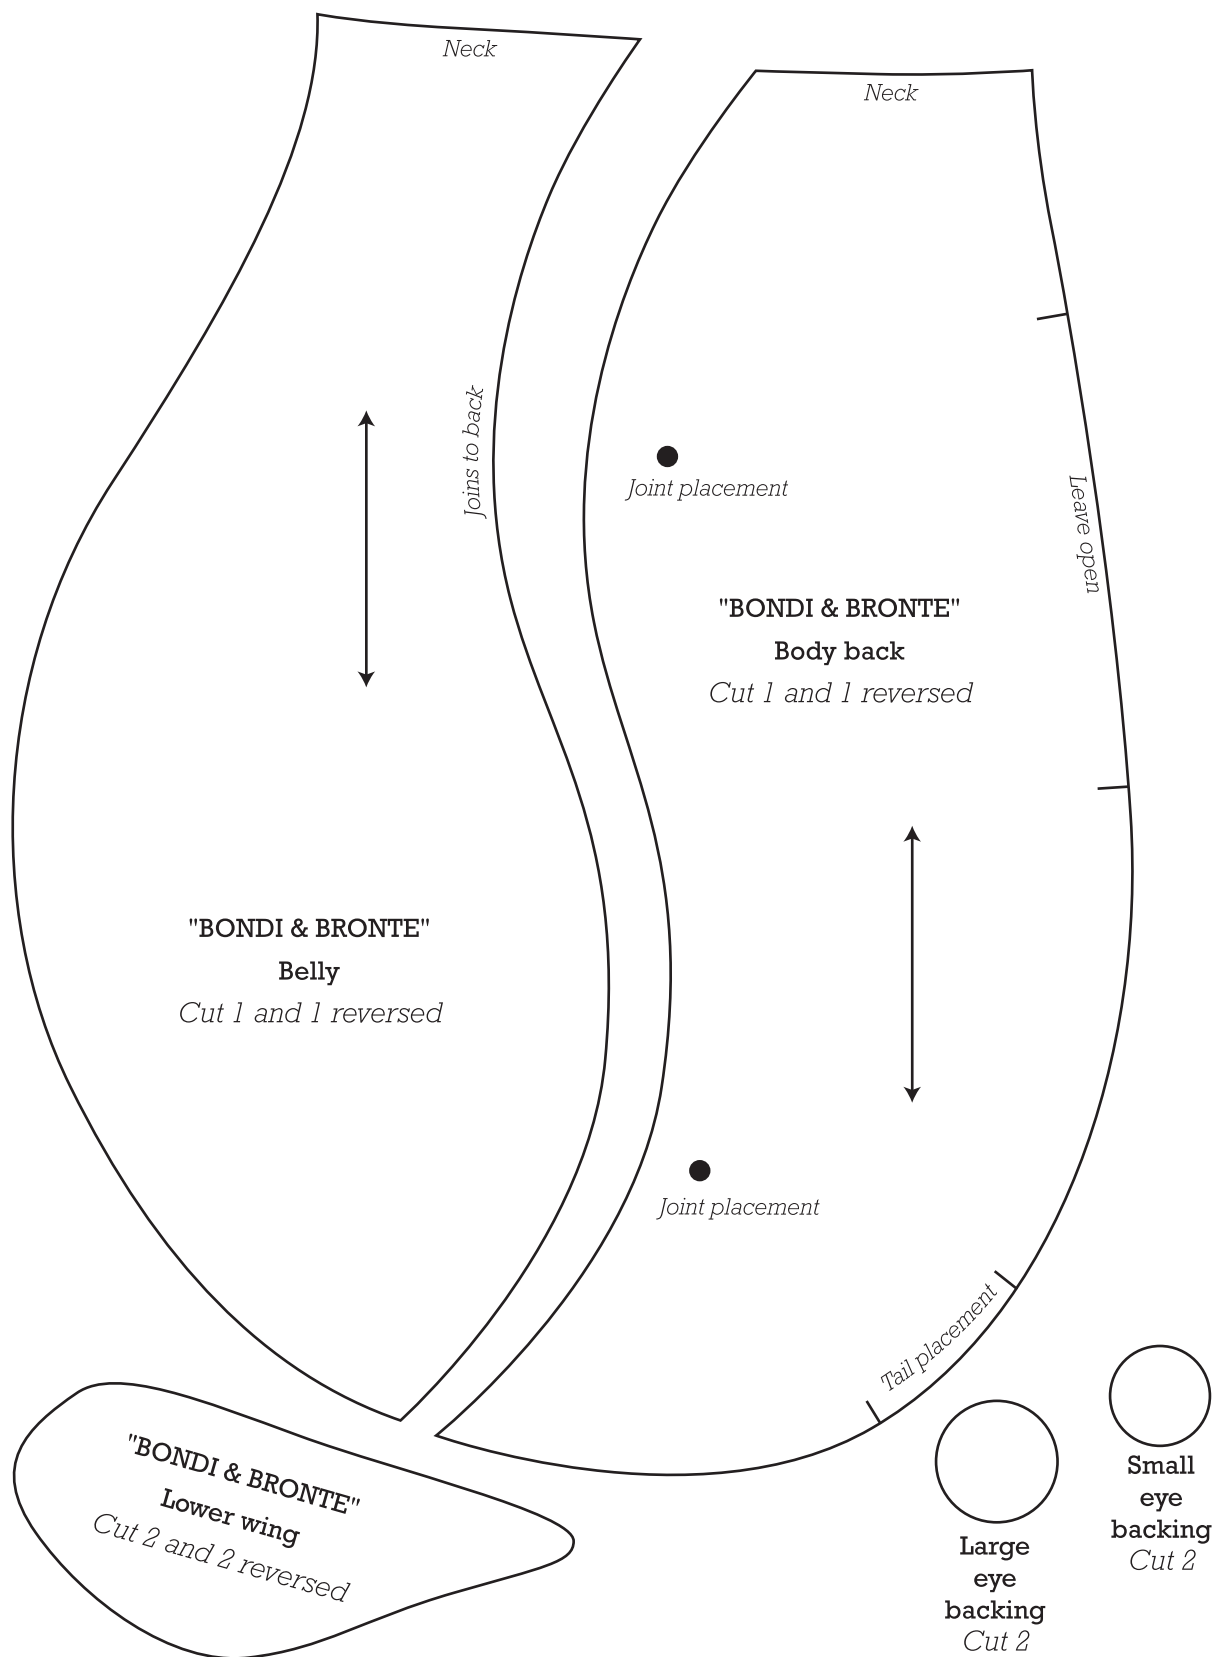 Neck
Joins to back
"BONDI & BRONTE"
Belly
Cut 1 and 1 reversed
Neck
Joint placement
Leave open
"BONDI & BRONTE"
Body back
Cut 1 and 1 reversed
Joint placement
Tail placement
"BONDI & BRONTE"
Lower wing
Cut 2 and 2 reversed
Large
eye
backing
Cut 2
Small
eye
backing
Cut 2